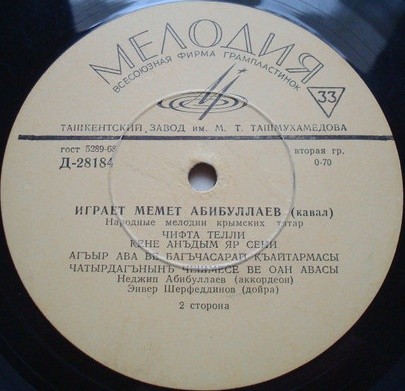 МЕЛОДИЯ
ВСЕСОЮЗНАЯ ФИРМА ГРАМПЛАСТИНОК
33
ТАШКЕНТСКИЙ ЗАВОД им. М. Т. ТАШМУХАМЕДОВА
гост 5289-68
вторая гр.
Д-28184
0-70
ИГРАЕТ МЕМЕТ АБИБУЛЛАЕВ (кавал)
Народные мелодии крымских татар
ЧИФТА ТЕЛЛИ
КЕНЕ АНЪДЫМ ЯР СЕНИ
АГЪЫР АВА ВЕ БАГЪЧАСАРАЙ КЪАЙТАРМАСЫ
ЧАТЫРДАГЪНЫНЪ ЧЕШМЕСЕ ВЕ ОАН АВАСЫ
Неджип Абибуллаев (аккордеон)
Энвер Шерфеддинов (дойра)
2 сторона